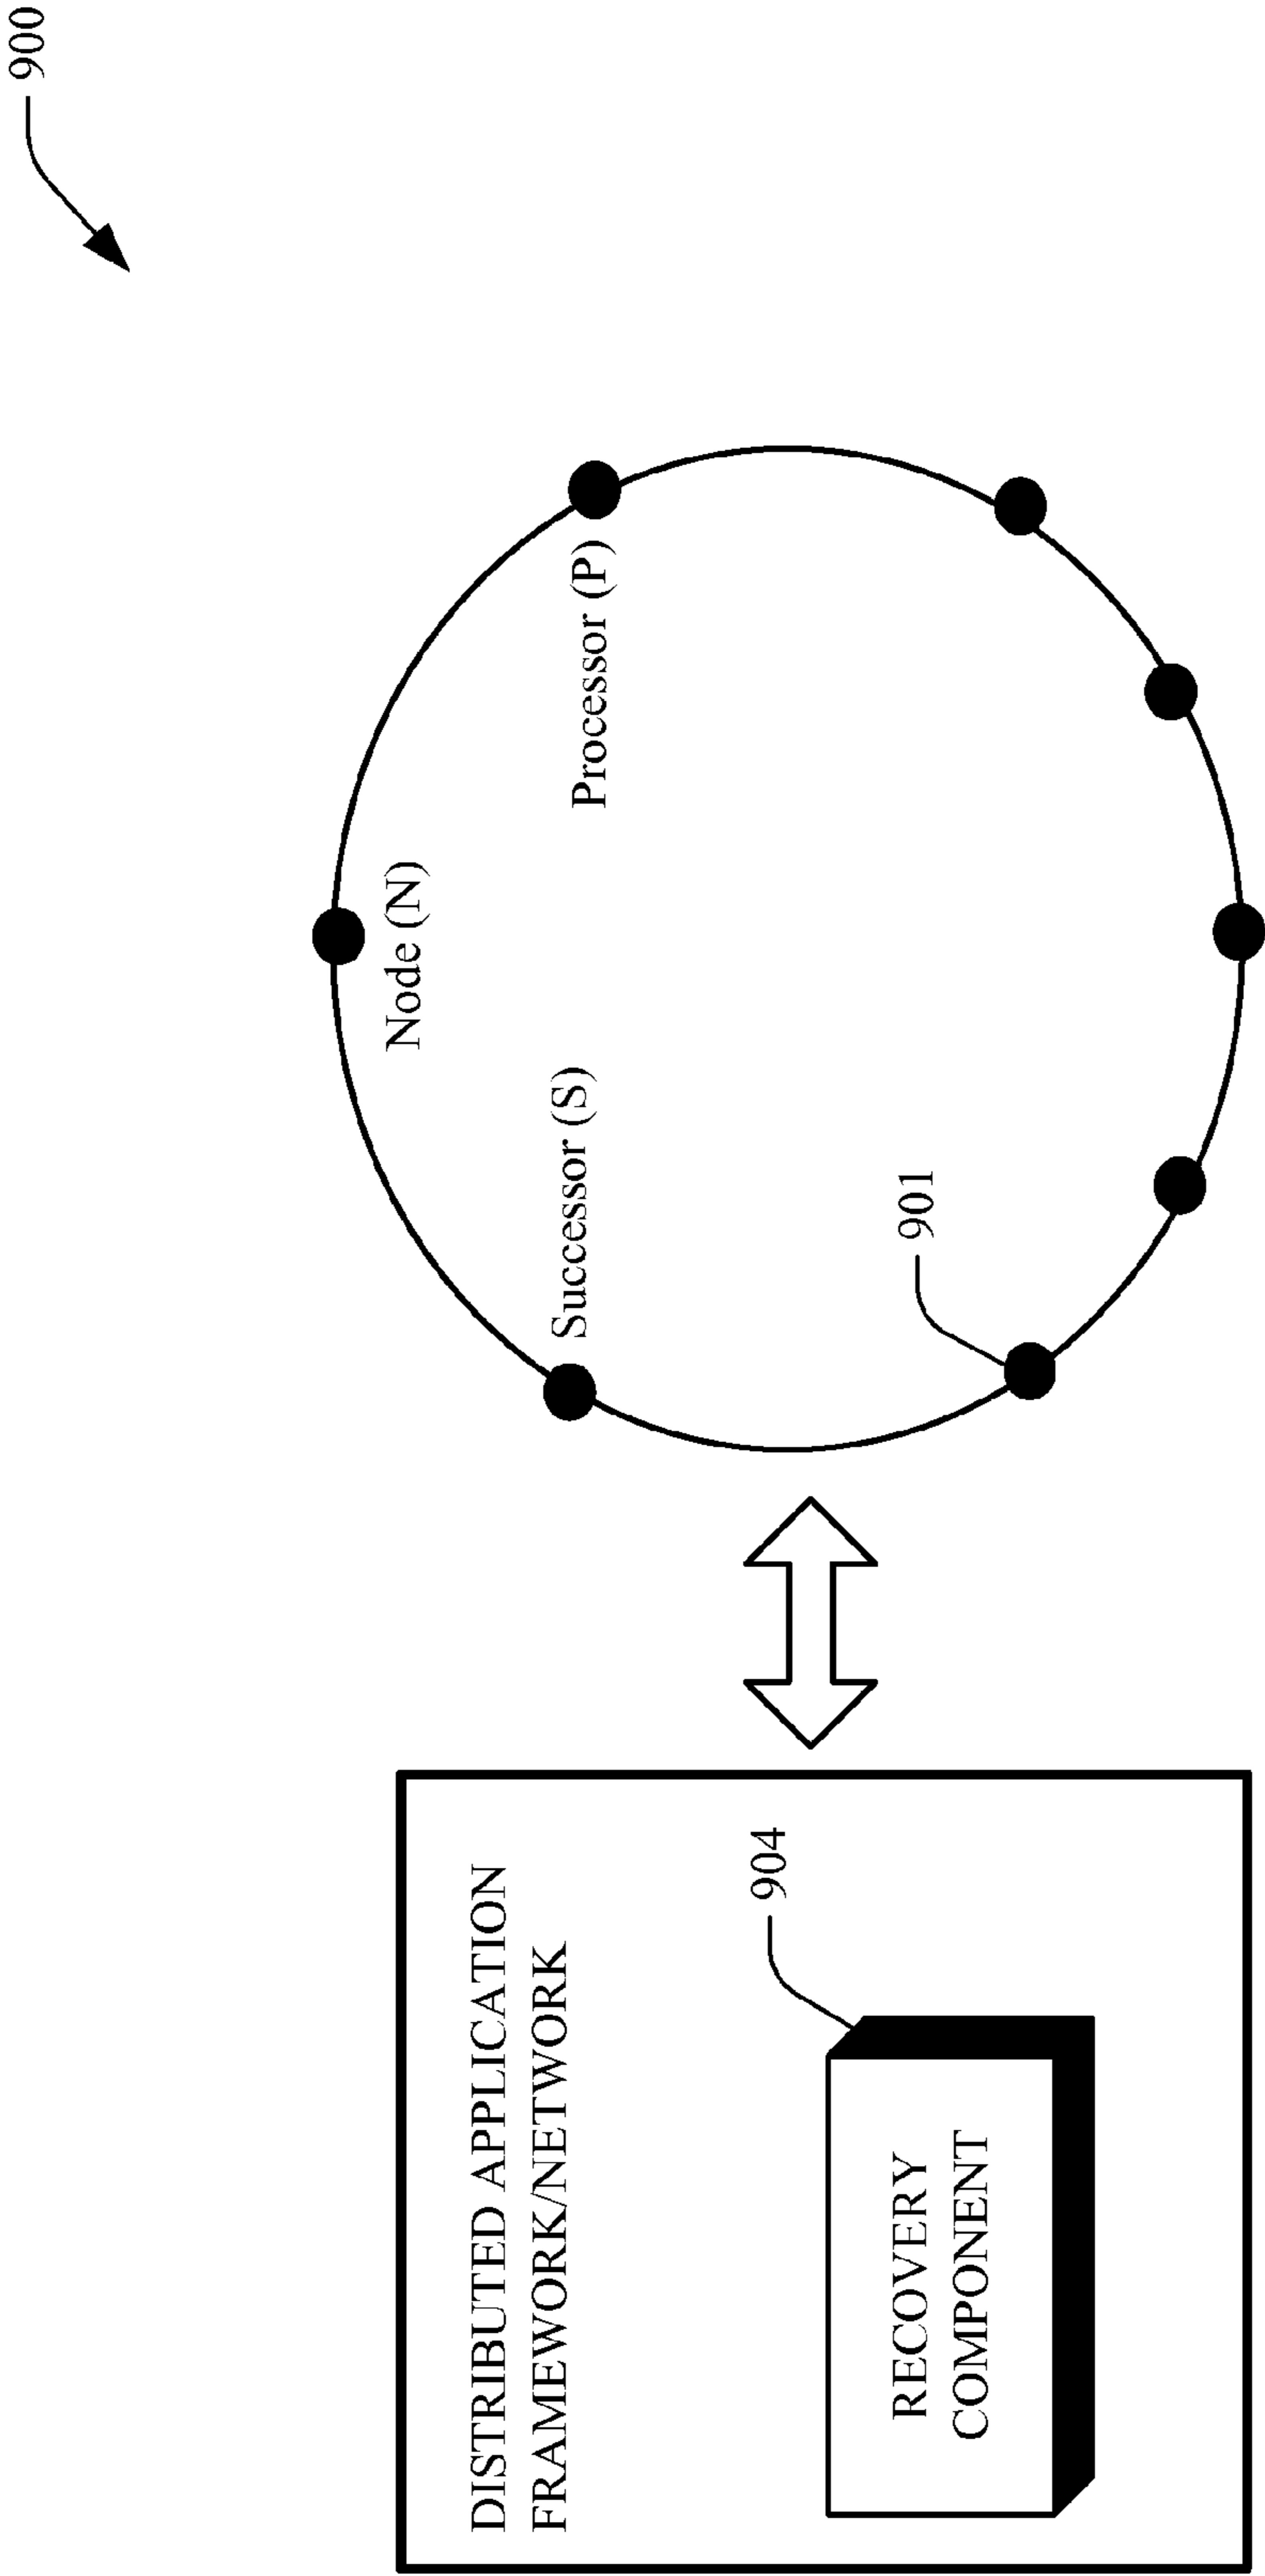 900
DISTRIBUTED APPLICATION
FRAMEWORK/NETWORK
904
RECOVERY
COMPONENT
Node (N)
Successor (S)
Processor (P)
901